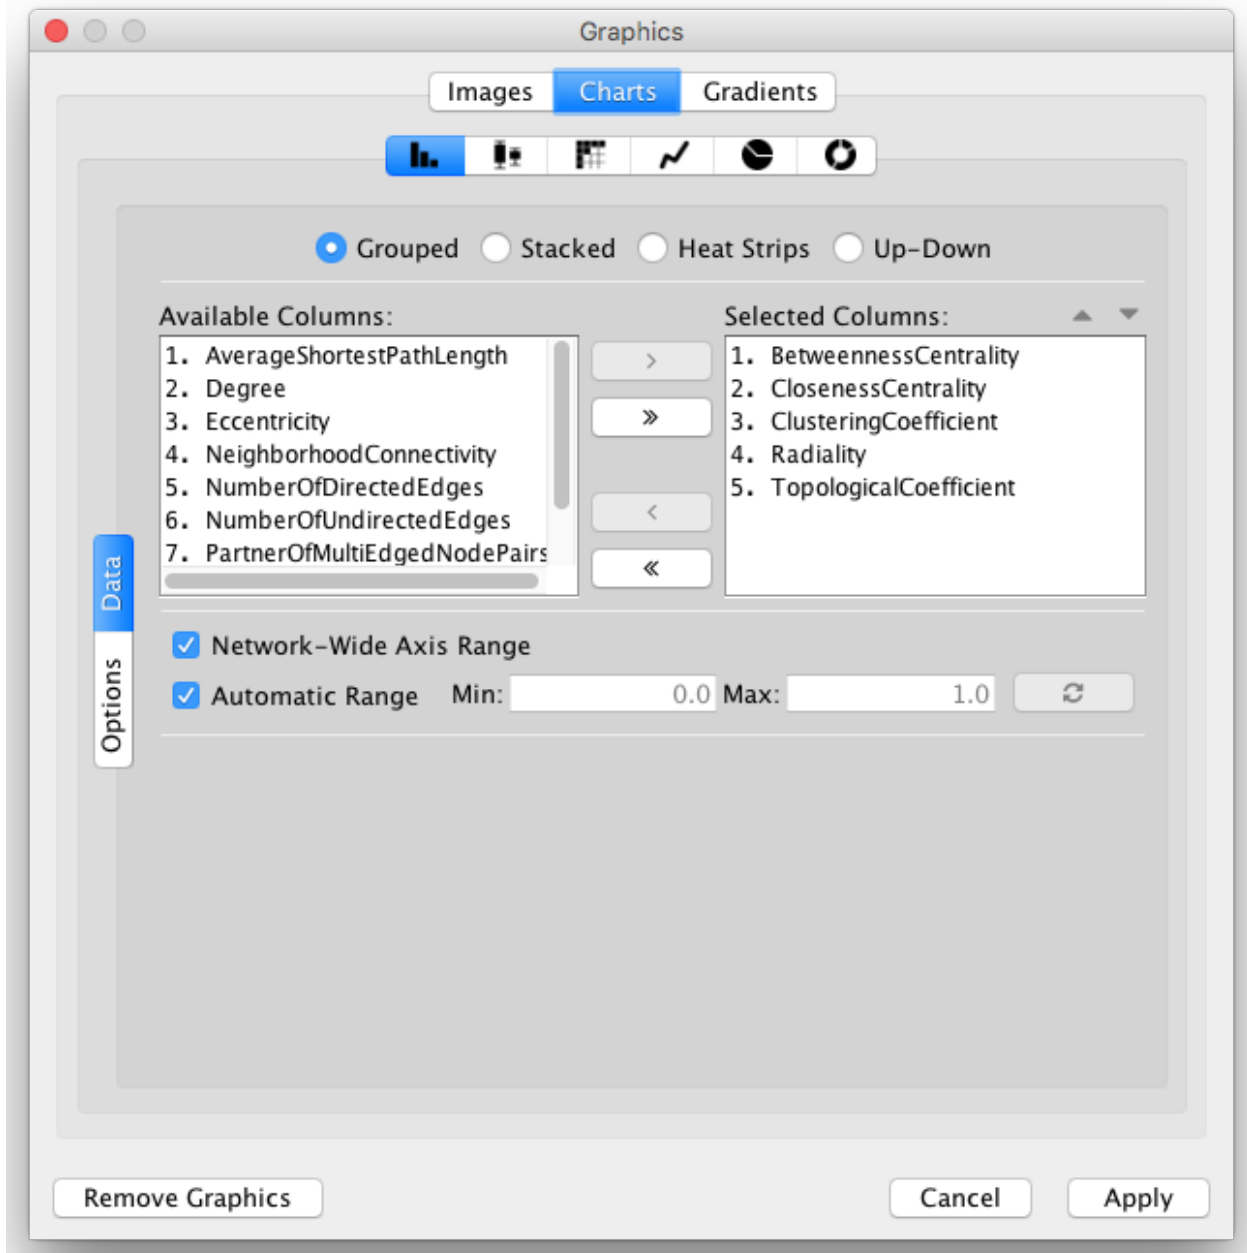 Graphics
Images Charts Gradients
Grouped Stacked Heat Strips Up-Down
Available Columns:
1. AverageShortestPathLength
2. Degree
3. Eccentricity
4. NeighborhoodConnectivity
5. NumberOfDirectedEdges
6. NumberOfUndirectedEdges
7. PartnerOfMultiEdgedNodePairs
>
»
<
«
Selected Columns:
1. BetweennessCentrality
2. ClosenessCentrality
3. ClusteringCoefficient
4. Radiality
5. TopologicalCoefficient
Data
Options
Network-Wide Axis Range
Automatic Range Min: 0.0 Max: 1.0
Remove Graphics Cancel Apply